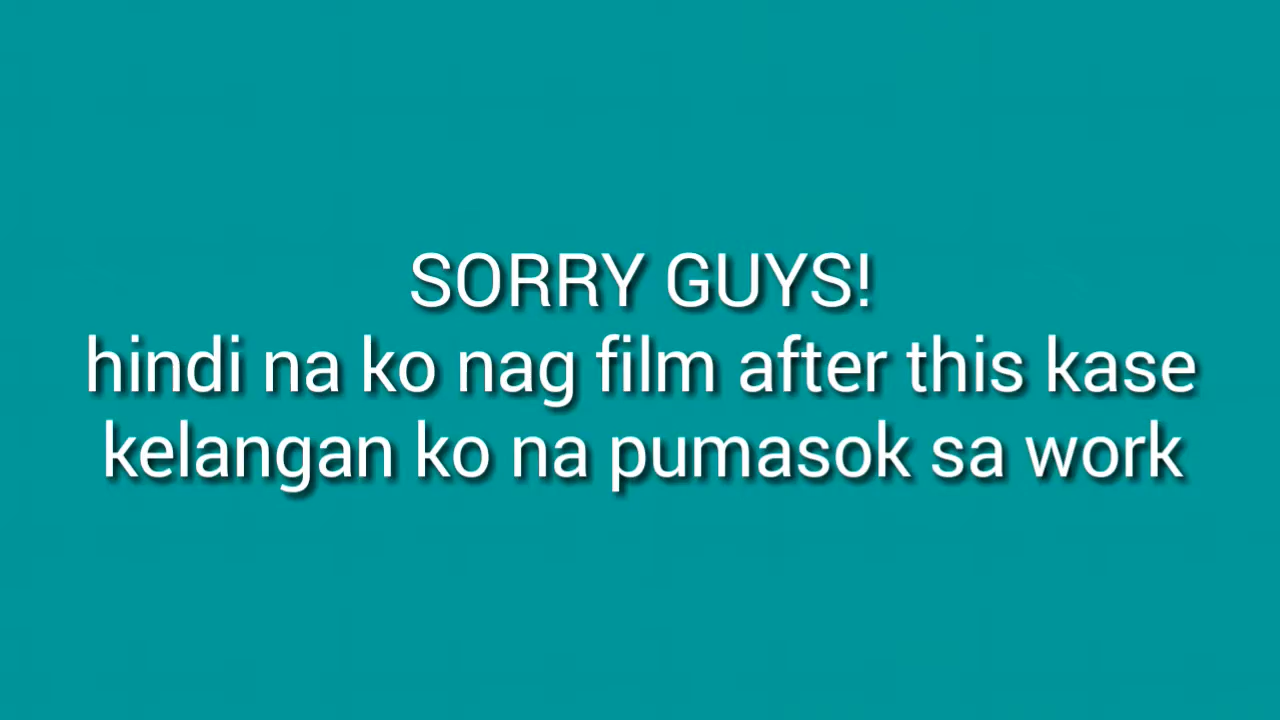 SORRY GUYS!
hindi na ko nag film after this kase
kelangan ko na pumasok sa work